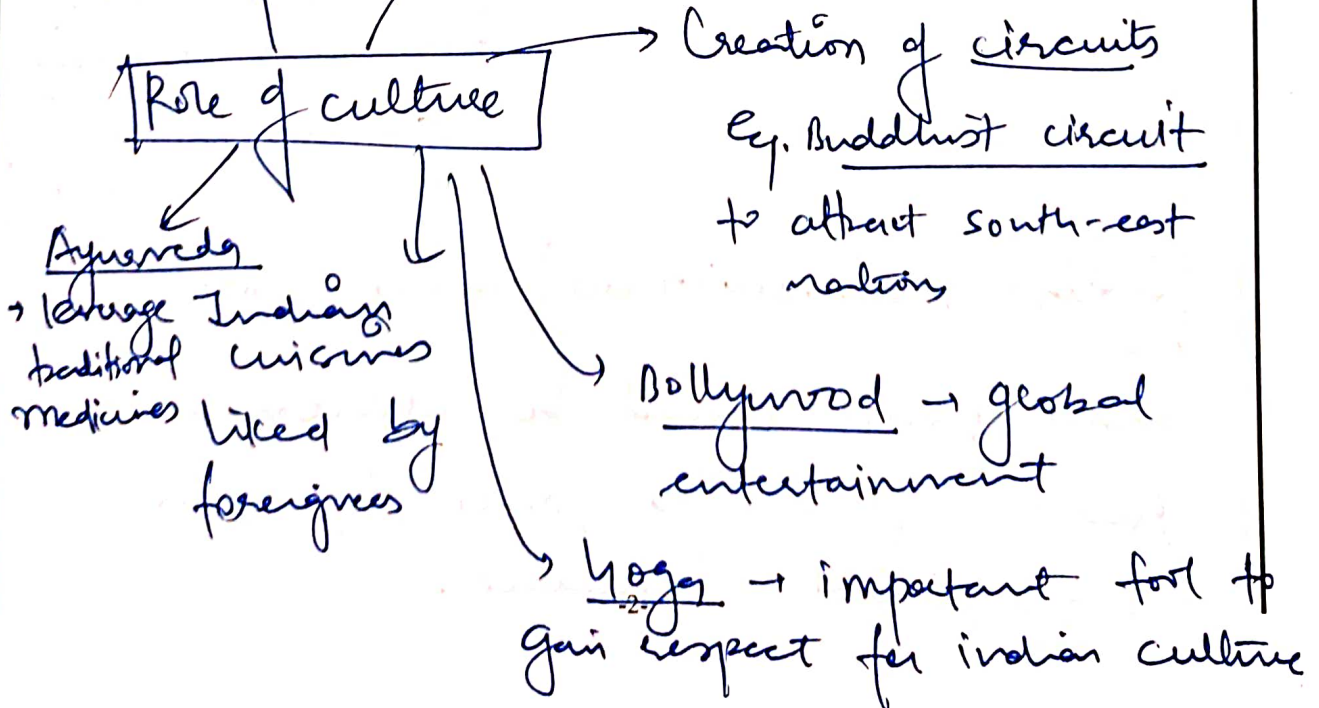 Role of culture
Creation of circuits
Eg. Buddhist circuit
to attract south-east
nations
Ayurveda
→ leverage
traditional
medicines
Indian
cuisines
liked by
foreigners
Bollywood → global
entertainment
Yoga → important tool to
-2-
gain respect for indian culture